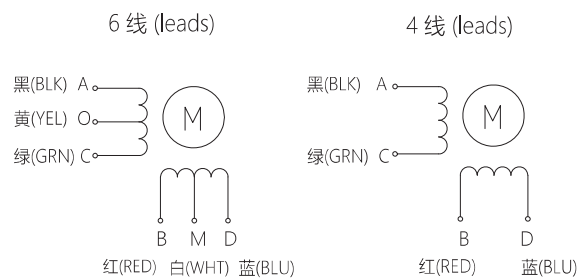 6 线 (leads)
4 线 (leads)
黑(BLK) A
黄(YEL) O
绿(GRN) C
M
B M D
红(RED) 白(WHT) 蓝(BLU)
黑(BLK) A
绿(GRN) C
M
B D
红(RED) 蓝(BLU)